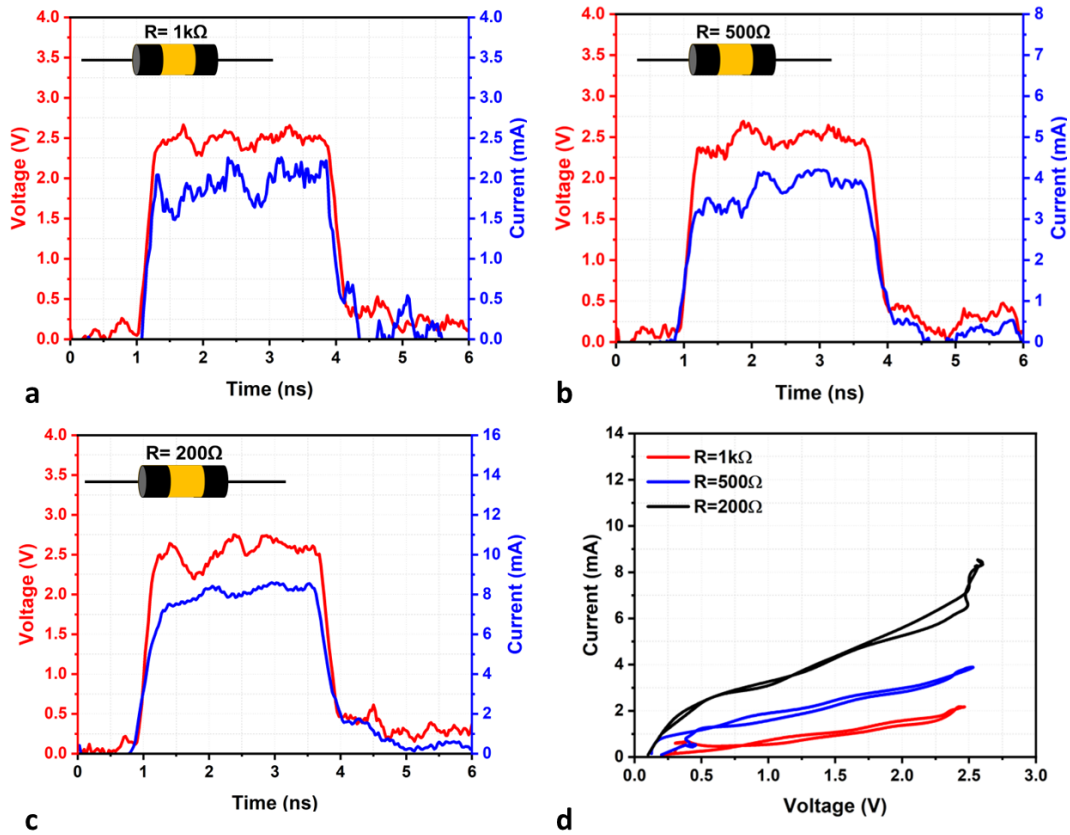 R= 1kΩ
Voltage (V)
4.0
3.5
3.0
2.5
2.0
1.5
1.0
0.5
0.0
4.0
3.5
3.0
2.5
2.0
1.5
1.0
0.5
0.0
Current (mA)
0 1 2 3 4 5 6
Time (ns)
a
R= 500Ω
Voltage (V)
4.0
3.5
3.0
2.5
2.0
1.5
1.0
0.5
0.0
8
7
6
5
4
3
2
1
0
Current (mA)
0 1 2 3 4 5 6
Time (ns)
b
R= 200Ω
Voltage (V)
4.0
3.5
3.0
2.5
2.0
1.5
1.0
0.5
0.0
16
14
12
10
8
6
4
2
0
Current (mA)
0 1 2 3 4 5 6
Time (ns)
c
R=1kΩ
R=500Ω
R=200Ω
Current (mA)
14
12
10
8
6
4
2
0
0.0 0.5 1.0 1.5 2.0 2.5 3.0
Voltage (V)
d